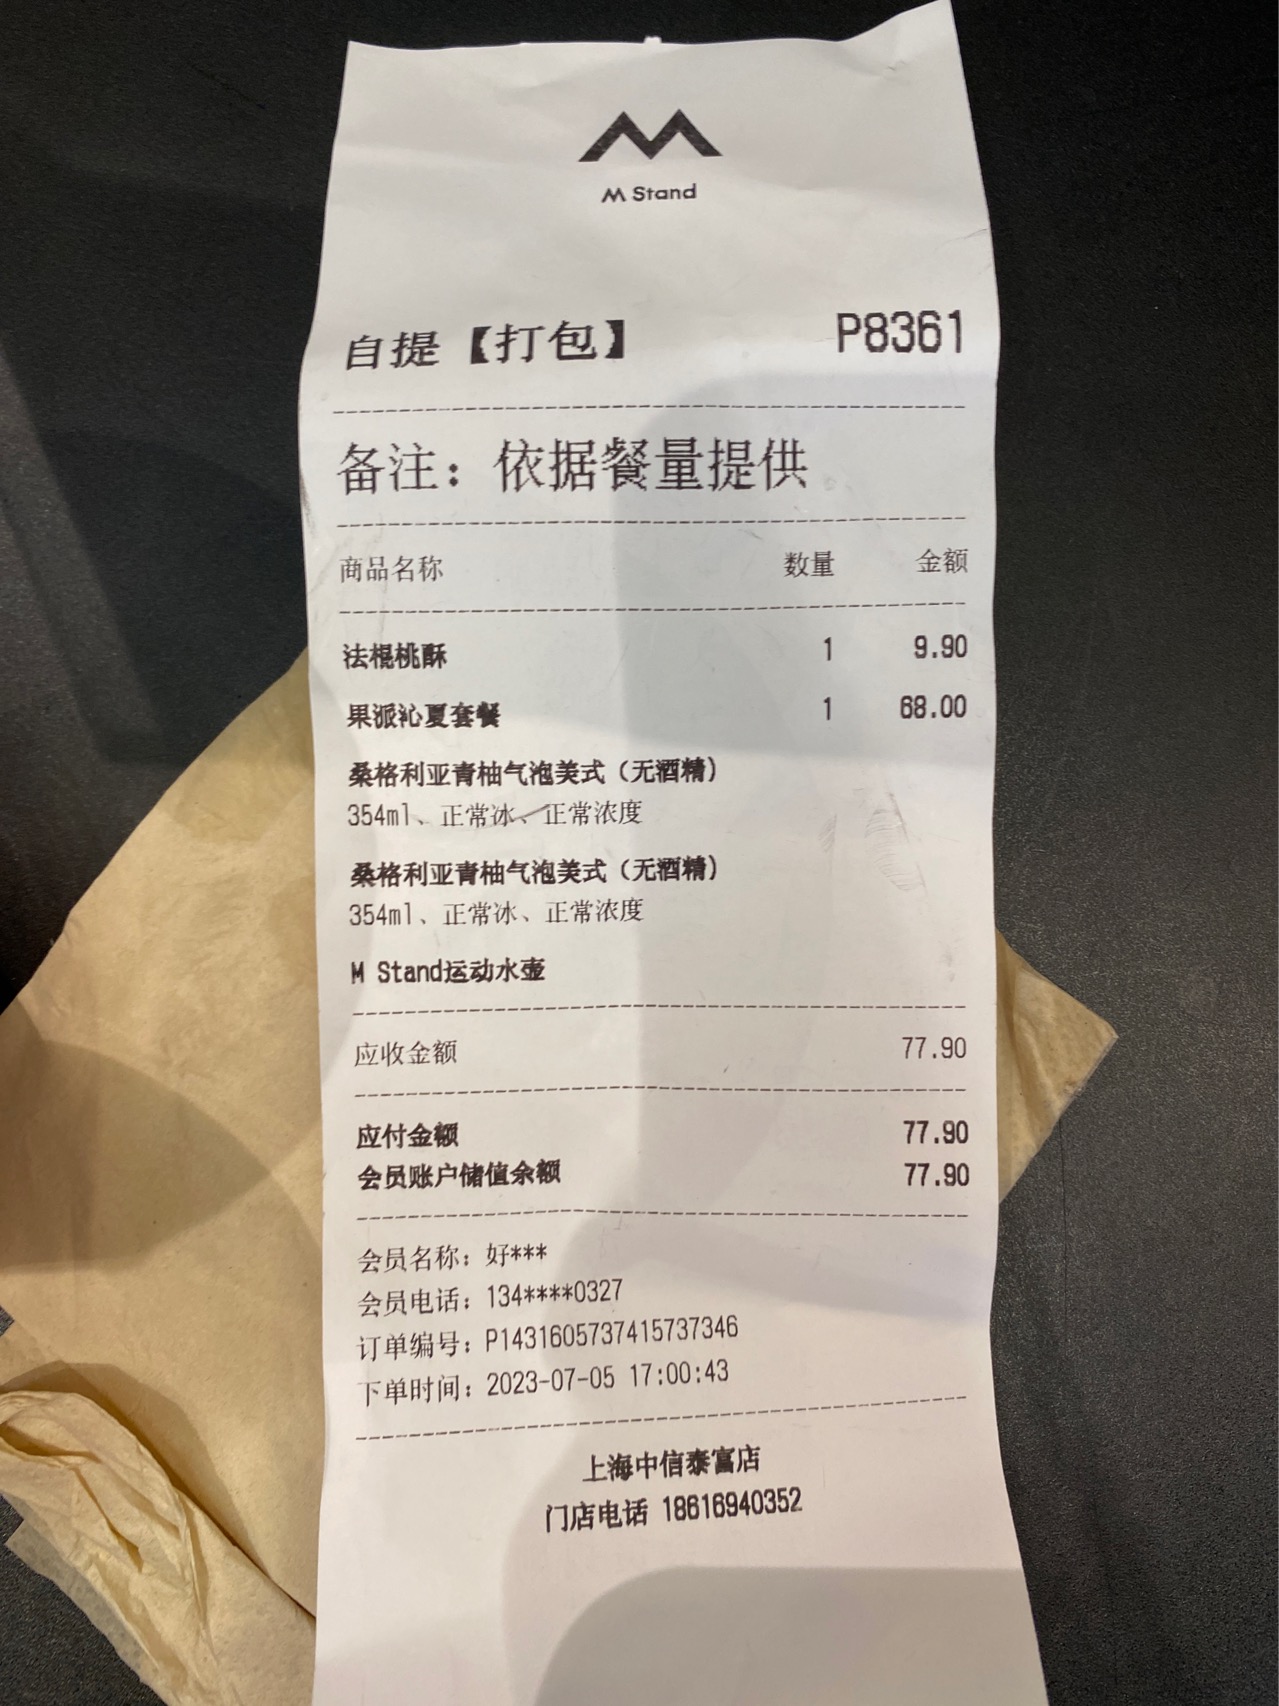 M Stand
自提【打包】 P8361
备注：依据餐量提供
商品名称 数量 金额
法棍桃酥 1 9.90
果派沁夏套餐 1 68.00
桑格利亚青柚气泡美式（无酒精）
354ml、正常冰、正常浓度
桑格利亚青柚气泡美式（无酒精）
354ml、正常冰、正常浓度
M Stand运动水壶
应收金额 77.90
应付金额 77.90
会员账户储值余额 77.90
会员名称：好***
会员电话：134****0327
订单编号：P1431605737415737346
下单时间：2023-07-05 17:00:43
上海中信泰富店
门店电话 18616940352